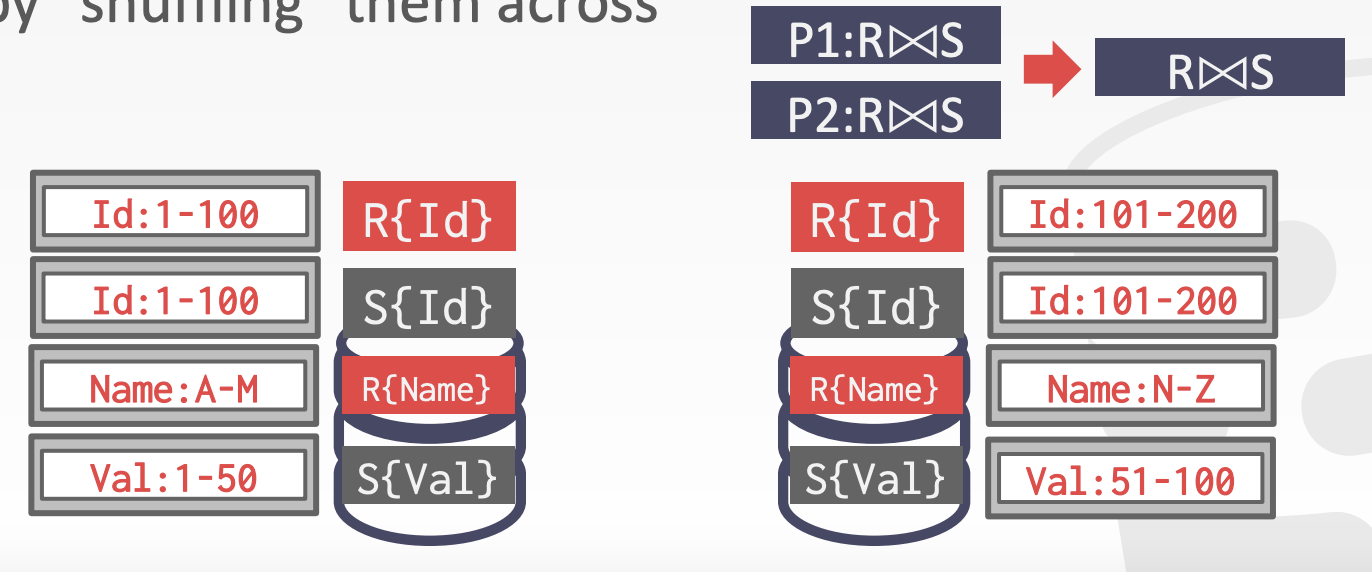 by "shuffling" them across
P1:R⋈S
P2:R⋈S
R⋈S
Id:1-100
R{Id}
R{Id}
Id:101-200
Id:1-100
S{Id}
S{Id}
Id:101-200
Name:A-M
R{Name}
R{Name}
Name:N-Z
Val:1-50
S{Val}
S{Val}
Val:51-100